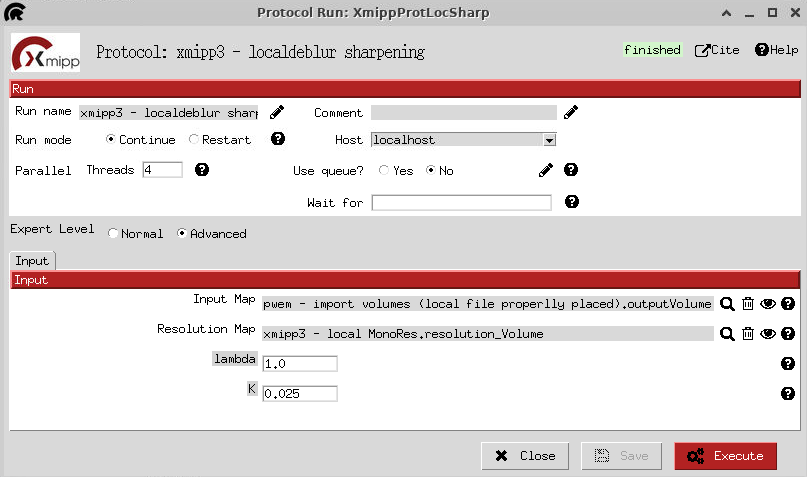 Protocol Run: XmippProtLocSharp
Xmipp Protocol: xmipp3 - localdeblur sharpening finished Cite Help
Run
Run name xmipp3 - localdeblur sharp Comment
Run mode Continue Restart Host localhost
Parallel Threads 4 Use queue? Yes No
Wait for
Expert Level Normal Advanced
Input
Input
Input Map pwem - import volumes (local file properlly placed).outputVolume
Resolution Map xmipp3 - local MonoRes.resolution_Volume
lambda 1.0
K 0.025
Close Save Execute